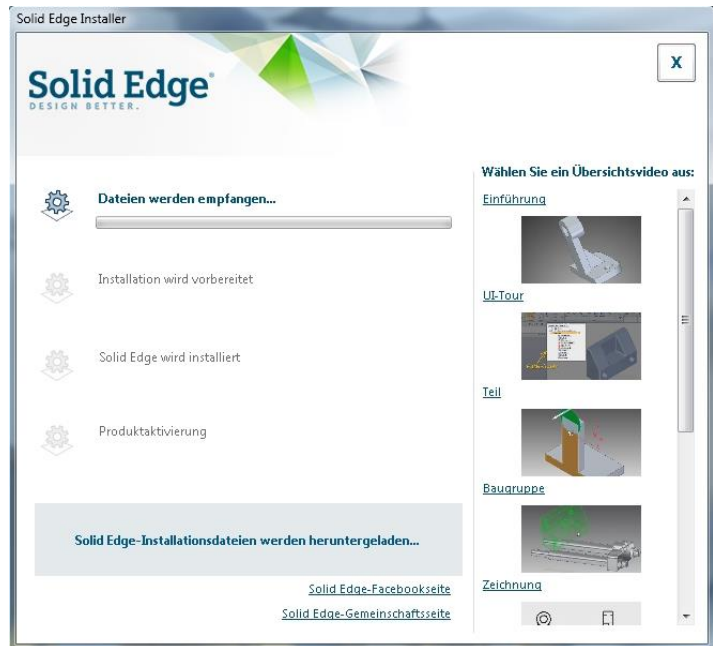 Solid Edge Installer
Solid Edge®
DESIGN BETTER.
X
Dateien werden empfangen...
Installation wird vorbereitet
Solid Edge wird installiert
Produktaktivierung
Solid Edge-Installationsdateien werden heruntergeladen...
Solid Edge-Facebookseite
Solid Edge-Gemeinschaftsseite
Wählen Sie ein Übersichtsvideo aus:
Einführung
UI-Tour
Teil
Baugruppe
Zeichnung